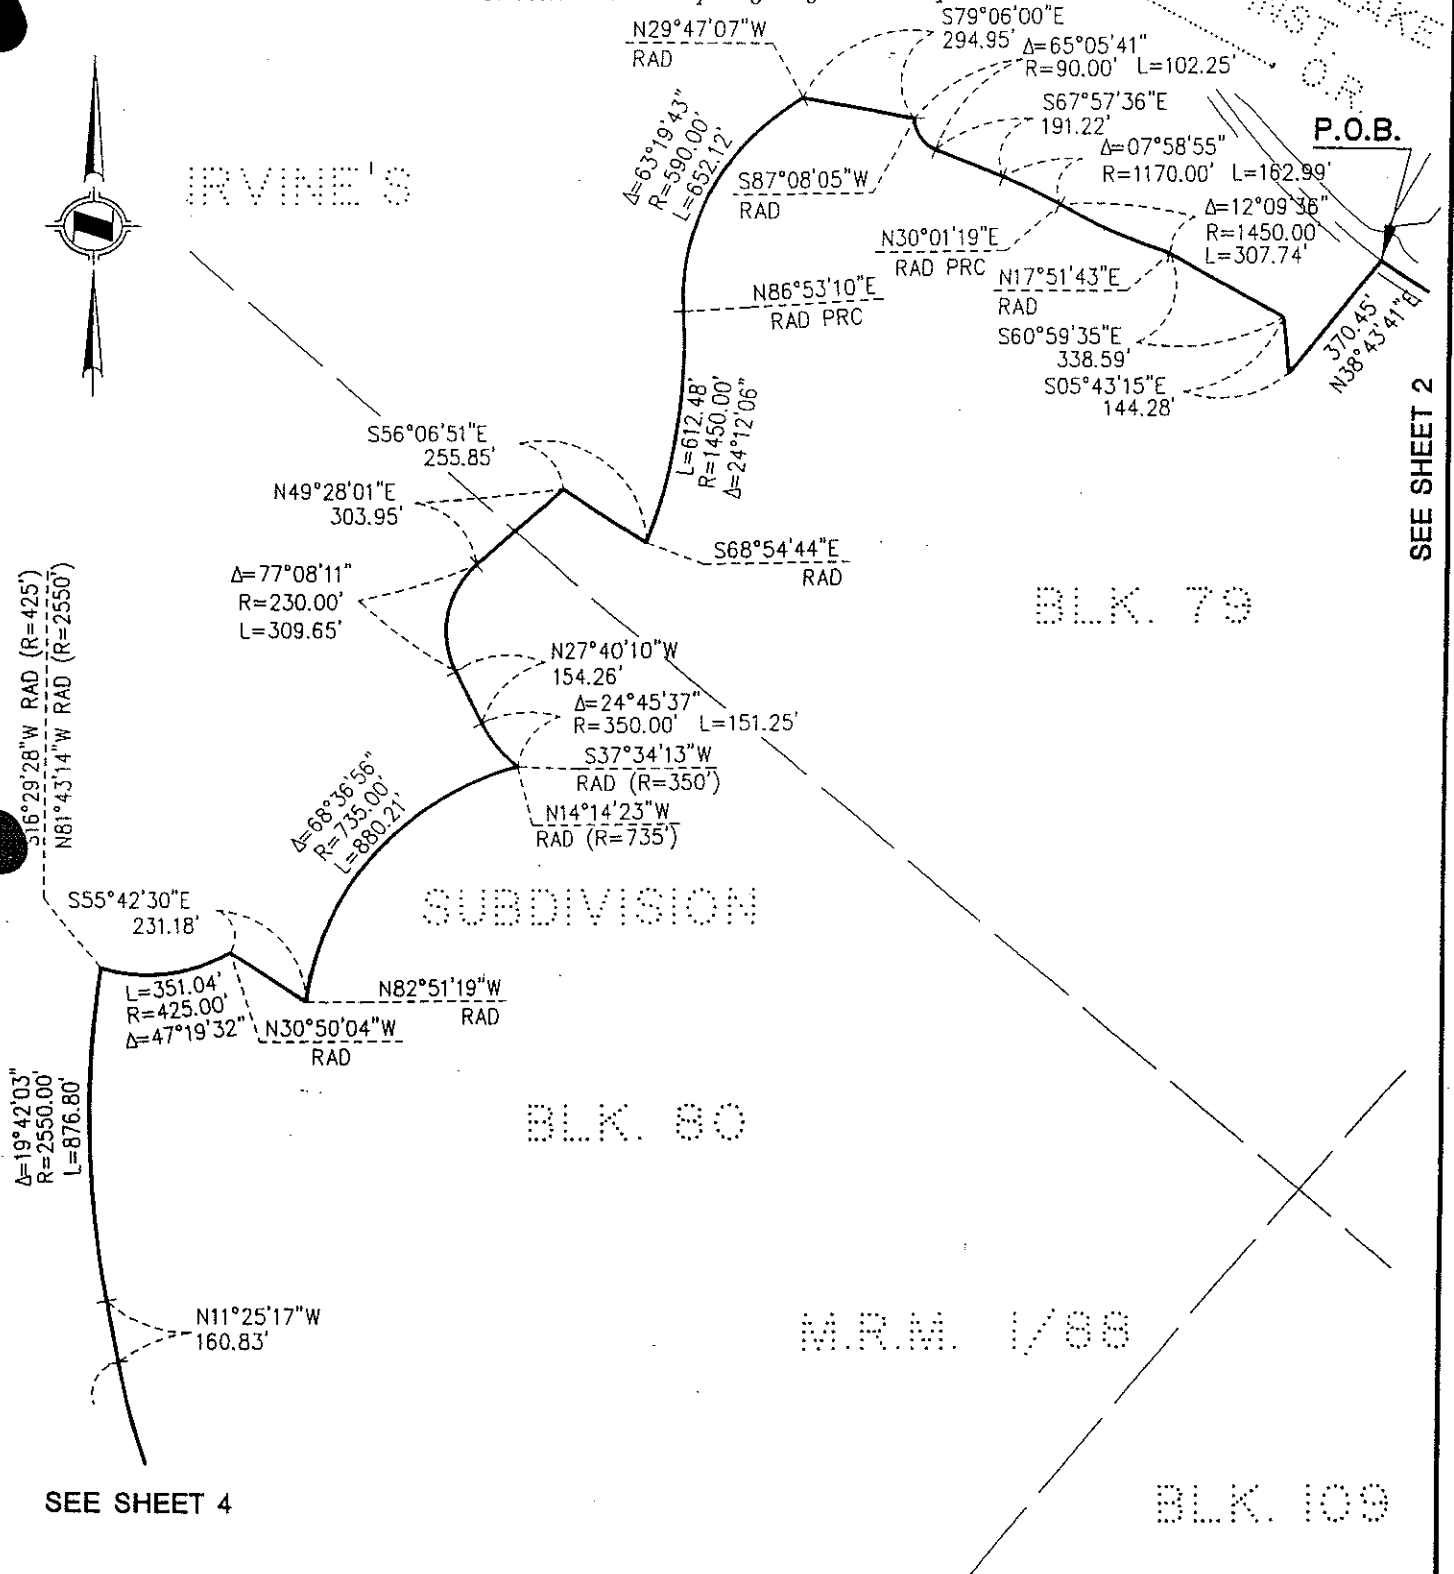 N29°47'07"W
RAD
S79°06'00"E
294.95'
Δ=65°05'41"
R=90.00' L=102.25'
INST.
O.R.
S67°57'36"E
191.22'
P.O.B.
Δ=07°58'55"
R=1170.00' L=162.99'
Δ=63°19'43"
R=590.00'
L=652.12'
IRVINE'S
S87°08'05"W
RAD
Δ=12°09'36"
R=1450.00'
L=307.74'
N30°01'19"E
RAD PRC
N17°51'43"E
RAD
N86°53'10"E
RAD PRC
S60°59'35"E
338.59'
S05°43'15"E
144.28'
370.45'
N38°43'41"E
SEE SHEET 2
L=612.48'
R=1450.00'
Δ=24°12'06"
S56°06'51"E
255.85'
N49°28'01"E
303.95'
S68°54'44"E
RAD
Δ=77°08'11"
R=230.00'
L=309.65'
BLK. 79
S16°29'28"W RAD (R=425')
N81°43'14"W RAD (R=2550')
N27°40'10"W
154.26'
Δ=24°45'37"
R=350.00' L=151.25'
S37°34'13"W
RAD (R=350')
N14°14'23"W
RAD (R=735')
Δ=68°36'56"
R=735.00'
L=880.21'
S55°42'30"E
231.18'
SUBDIVISION
L=351.04'
R=425.00'
Δ=47°19'32"
N82°51'19"W
RAD
N30°50'04"W
RAD
Δ=19°42'03"
R=2550.00'
L=876.80'
BLK. 80
N11°25'17"W
160.83'
M.R.M. 1/88
SEE SHEET 4
BLK. 109